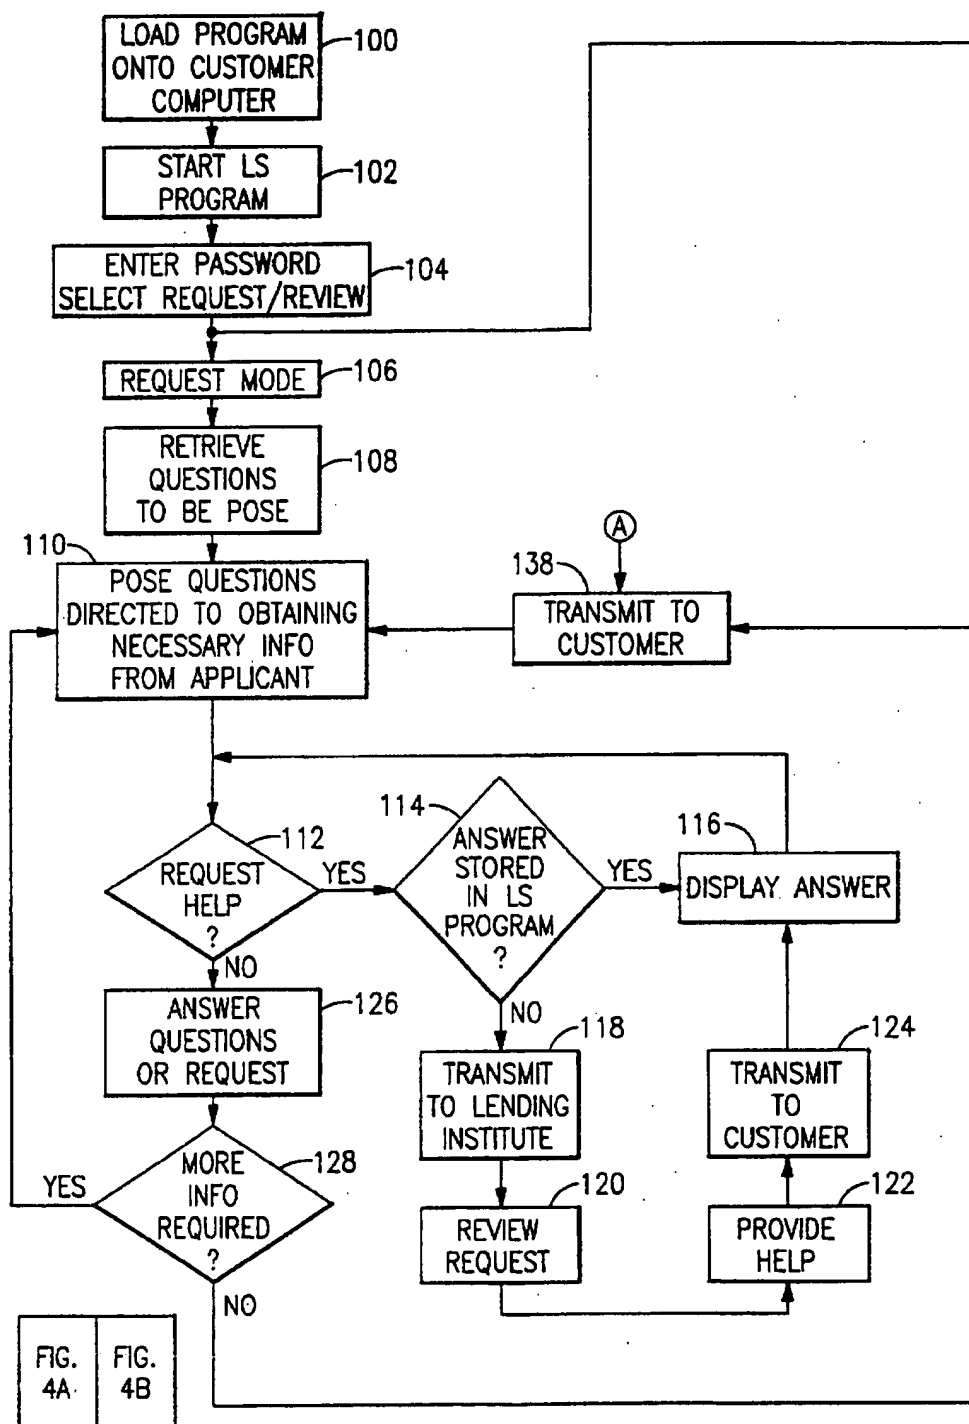 LOAD PROGRAM
ONTO CUSTOMER
COMPUTER
100
START LS
PROGRAM
102
ENTER PASSWORD
SELECT REQUEST/REVIEW
104
REQUEST MODE
106
RETRIEVE
QUESTIONS
TO BE POSE
108
110
POSE QUESTIONS
DIRECTED TO OBTAINING
NECESSARY INFO
FROM APPLICANT
A
138
TRANSMIT TO
CUSTOMER
112
REQUEST
HELP
?
YES
NO
114
ANSWER
STORED
IN LS
PROGRAM
?
YES
NO
116
DISPLAY ANSWER
126
ANSWER
QUESTIONS
OR REQUEST
118
TRANSMIT
TO LENDING
INSTITUTE
124
TRANSMIT
TO
CUSTOMER
128
MORE
INFO
REQUIRED
?
YES
NO
120
REVIEW
REQUEST
122
PROVIDE
HELP
FIG.
4A
FIG.
4B